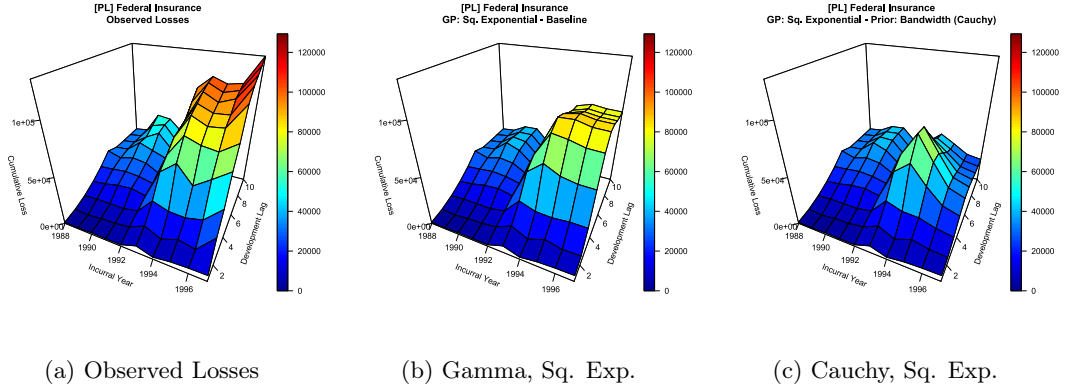 [PL] Federal Insurance
Observed Losses
120000
100000
80000
60000
40000
20000
0
1e+05
5e+04
0e+00
Cumulative Loss
1988
1990
1992
1994
1996
Incurral Year
2
4
6
8
10
Development Lag
(a) Observed Losses
[PL] Federal Insurance
GP: Sq. Exponential - Baseline
120000
100000
80000
60000
40000
20000
0
1e+05
5e+04
0e+00
Cumulative Loss
1988
1990
1992
1994
1996
Incurral Year
2
4
6
8
10
Development Lag
(b) Gamma, Sq. Exp.
[PL] Federal Insurance
GP: Sq. Exponential - Prior: Bandwidth (Cauchy)
120000
100000
80000
60000
40000
20000
0
1e+05
5e+04
0e+00
Cumulative Loss
1988
1990
1992
1994
1996
Incurral Year
2
4
6
8
10
Development Lag
(c) Cauchy, Sq. Exp.